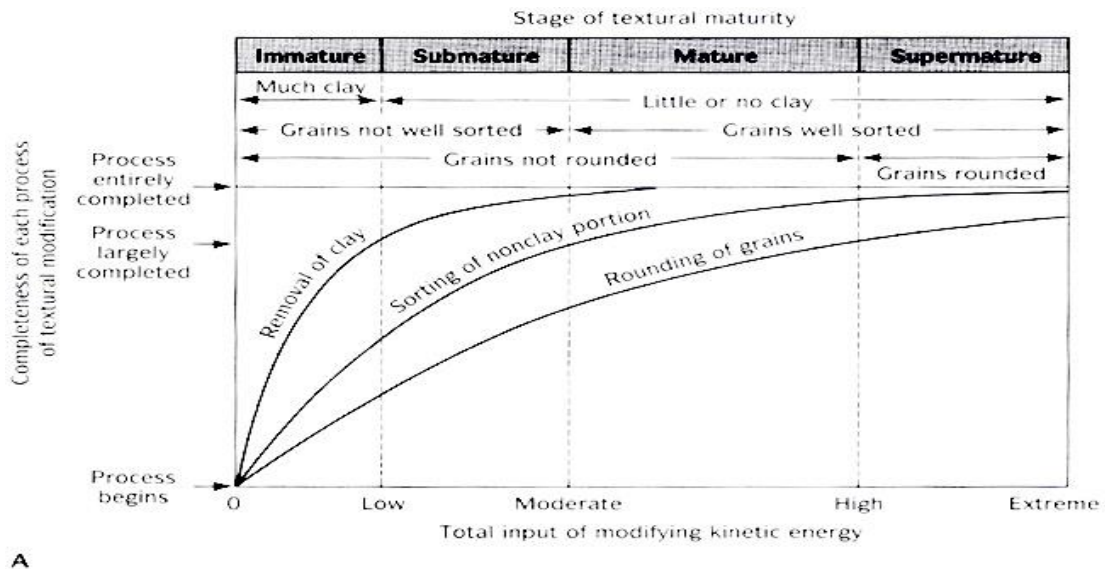 Stage of textural maturity
Immature Submature Mature Supermature
Much clay
Little or no clay
Grains not well sorted Grains well sorted
Grains not rounded
Grains rounded
Completeness of each process
of textural modification
Process
entirely
completed
Process
largely
completed
Process
begins
Removal of clay
Sorting of nonclay portion
Rounding of grains
0 Low Moderate High Extreme
Total input of modifying kinetic energy
A